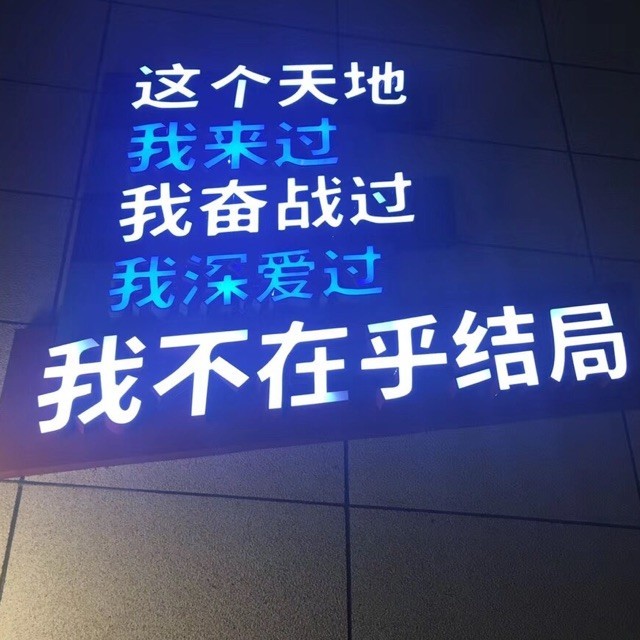 这个天地
我来过
我奋战过
我深爱过
我不在乎结局